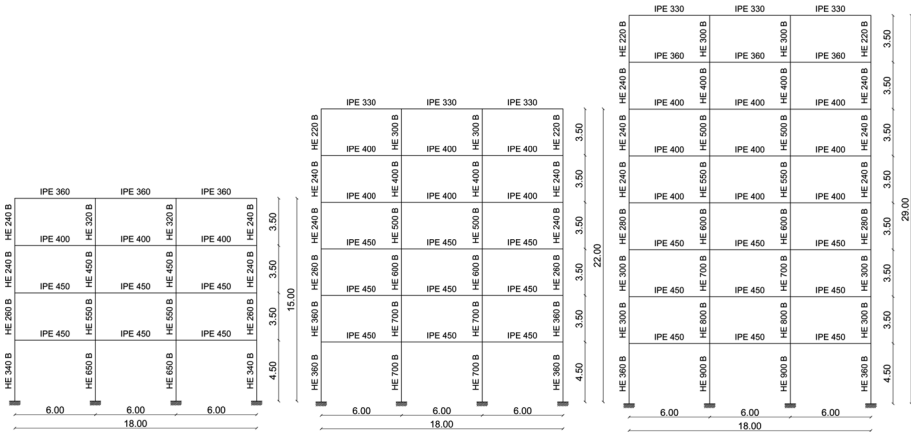 IPE 360 IPE 360 IPE 360
HE 240 B HE 320 B HE 320 B HE 240 B 3.50
IPE 400 IPE 400 IPE 400
HE 240 B HE 450 B HE 450 B HE 240 B 3.50
IPE 450 IPE 450 IPE 450
HE 260 B HE 550 B HE 550 B HE 260 B 3.50
IPE 450 IPE 450 IPE 450
HE 340 B HE 650 B HE 650 B HE 340 B 4.50
15.00
6.00 6.00 6.00
18.00
IPE 330 IPE 330 IPE 330
HE 220 B HE 300 B HE 300 B HE 220 B 3.50
IPE 400 IPE 400 IPE 400
HE 240 B HE 400 B HE 400 B HE 240 B 3.50
IPE 400 IPE 400 IPE 400
HE 240 B HE 500 B HE 500 B HE 240 B 3.50
IPE 450 IPE 450 IPE 450
HE 260 B HE 600 B HE 600 B HE 260 B 3.50
IPE 450 IPE 450 IPE 450
HE 360 B HE 700 B HE 700 B HE 360 B 3.50
IPE 450 IPE 450 IPE 450
HE 360 B HE 700 B HE 700 B HE 360 B 4.50
22.00
6.00 6.00 6.00
18.00
IPE 330 IPE 330 IPE 330
HE 220 B HE 300 B HE 300 B HE 220 B 3.50
IPE 360 IPE 360 IPE 360
HE 240 B HE 400 B HE 400 B HE 240 B 3.50
IPE 400 IPE 400 IPE 400
HE 240 B HE 500 B HE 500 B HE 240 B 3.50
IPE 400 IPE 400 IPE 400
HE 240 B HE 550 B HE 550 B HE 240 B 3.50
IPE 450 IPE 450 IPE 450
HE 280 B HE 600 B HE 600 B HE 280 B 3.50
IPE 450 IPE 450 IPE 450
HE 300 B HE 700 B HE 700 B HE 300 B 3.50
IPE 450 IPE 450 IPE 450
HE 300 B HE 800 B HE 800 B HE 300 B 3.50
IPE 450 IPE 450 IPE 450
HE 360 B HE 900 B HE 900 B HE 360 B 4.50
29.00
6.00 6.00 6.00
18.00